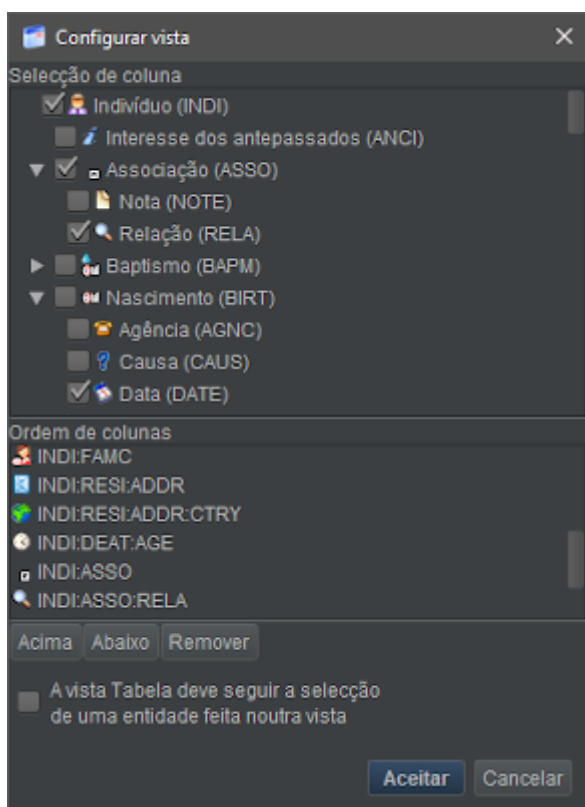 Configurar vista
Selecção de coluna
Indivíduo (INDI)
Interesse dos antepassados (ANCI)
Associação (ASSO)
Nota (NOTE)
Relação (RELA)
Baptismo (BAPM)
Nascimento (BIRT)
Agência (AGNC)
Causa (CAUS)
Data (DATE)
Ordem de colunas
INDI:FAMC
INDI:RESI:ADDR
INDI:RESI:ADDR:CTRY
INDI:DEAT:AGE
INDI:ASSO
INDI:ASSO:RELA
Acima Abaixo Remover
A vista Tabela deve seguir a selecção
de uma entidade feita noutra vista
Aceitar Cancelar